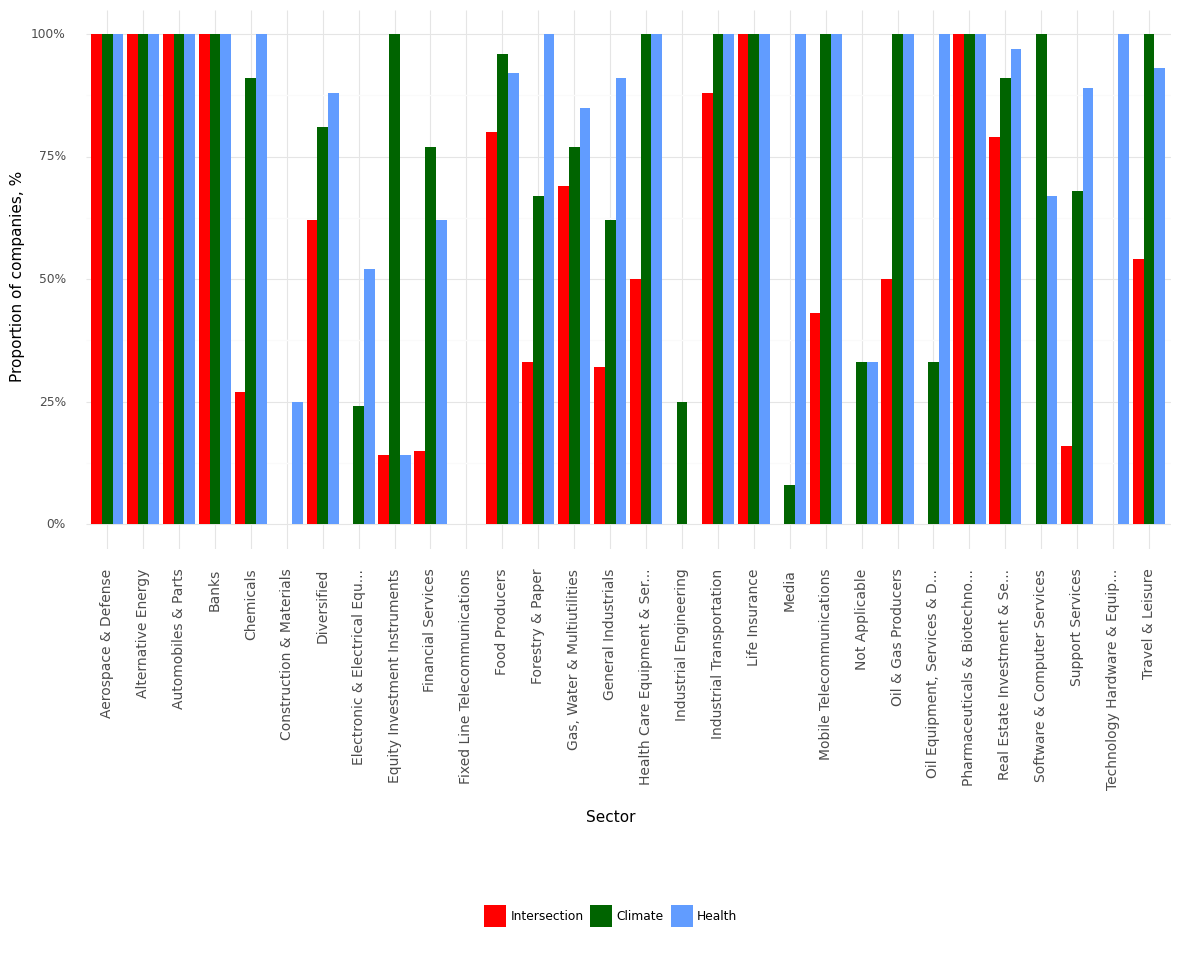 Proportion of companies, %
100%
75%
50%
25%
0%
Aerospace & Defense
Alternative Energy
Automobiles & Parts
Banks
Chemicals
Construction & Materials
Diversified
Electronic & Electrical Equ...
Equity Investment Instruments
Financial Services
Fixed Line Telecommunications
Food Producers
Forestry & Paper
Gas, Water & Multiutilities
General Industrials
Health Care Equipment & Ser...
Industrial Engineering
Industrial Transportation
Life Insurance
Media
Mobile Telecommunications
Not Applicable
Oil & Gas Producers
Oil Equipment, Services & D...
Pharmaceuticals & Biotechno...
Real Estate Investment & Se...
Software & Computer Services
Support Services
Technology Hardware & Equip...
Travel & Leisure
Sector
Intersection Climate Health